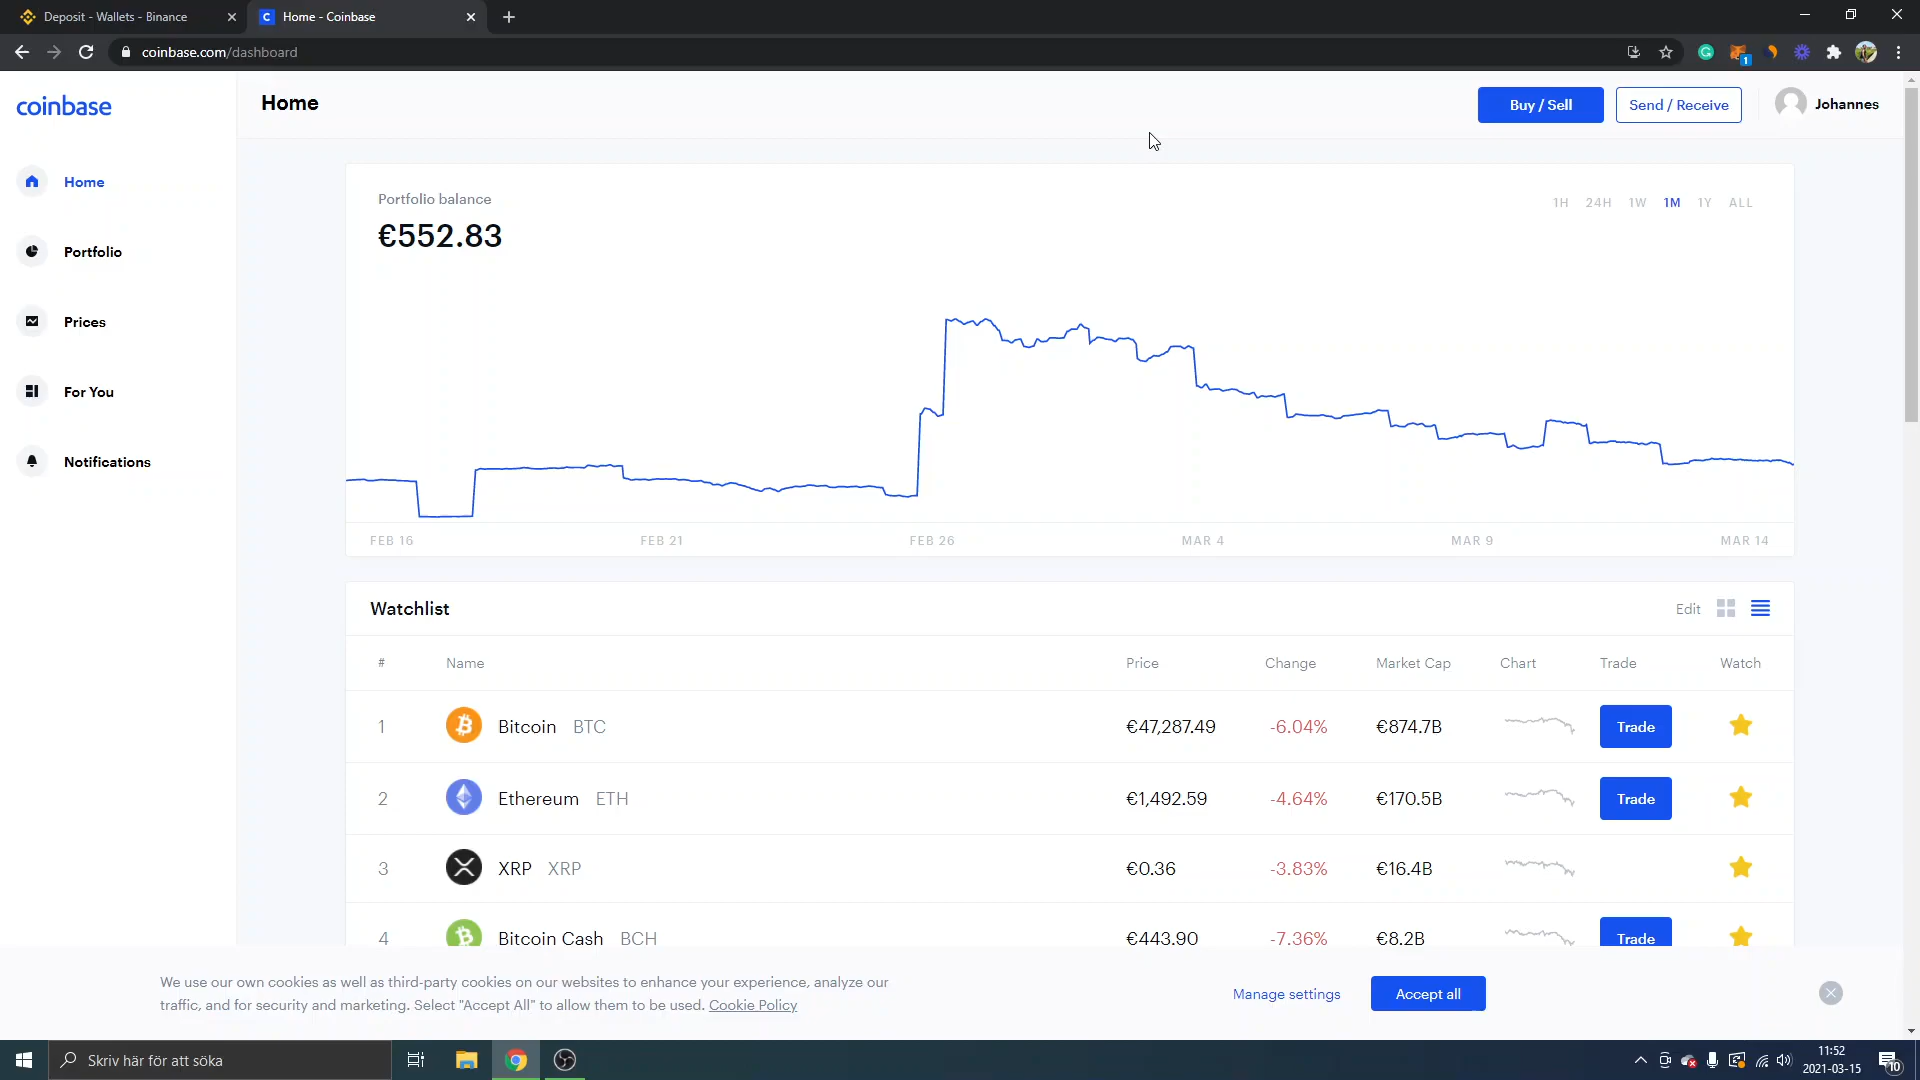 Deposit - Wallets - Binance
Home - Coinbase
coinbase.com/dashboard
1
coinbase
Home
Buy / Sell
Send / Receive
Johannes
Home
Portfolio
Prices
For You
Notifications
Portfolio balance
€552.83
1H 24H 1W 1M 1Y ALL
FEB 16 FEB 21 FEB 26 MAR 4 MAR 9 MAR 14
Watchlist
Edit
# Name Price Change Market Cap Chart Trade Watch
1 Bitcoin BTC €47,287.49 -6.04% €874.7B Trade
2 Ethereum ETH €1,492.59 -4.64% €170.5B Trade
3 XRP XRP €0.36 -3.83% €16.4B
4 Bitcoin Cash BCH €443.90 -7.36% €8.2B Trade
We use our own cookies as well as third-party cookies on our websites to enhance your experience, analyze our
traffic, and for security and marketing. Select "Accept All" to allow them to be used. Cookie Policy
Manage settings
Accept all
Skriv här för att söka
11:52
2021-03-15
10